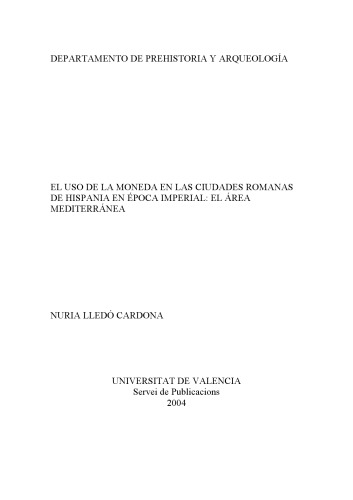 DEPARTAMENTO DE PREHISTORIA Y ARQUEOLOGÍA
EL USO DE LA MONEDA EN LAS CIUDADES ROMANAS
DE HISPANIA EN ÉPOCA IMPERIAL: EL ÁREA
MEDITERRÁNEA
NURIA LLEDÓ CARDONA
UNIVERSITAT DE VALENCIA
Servei de Publicacions
2004